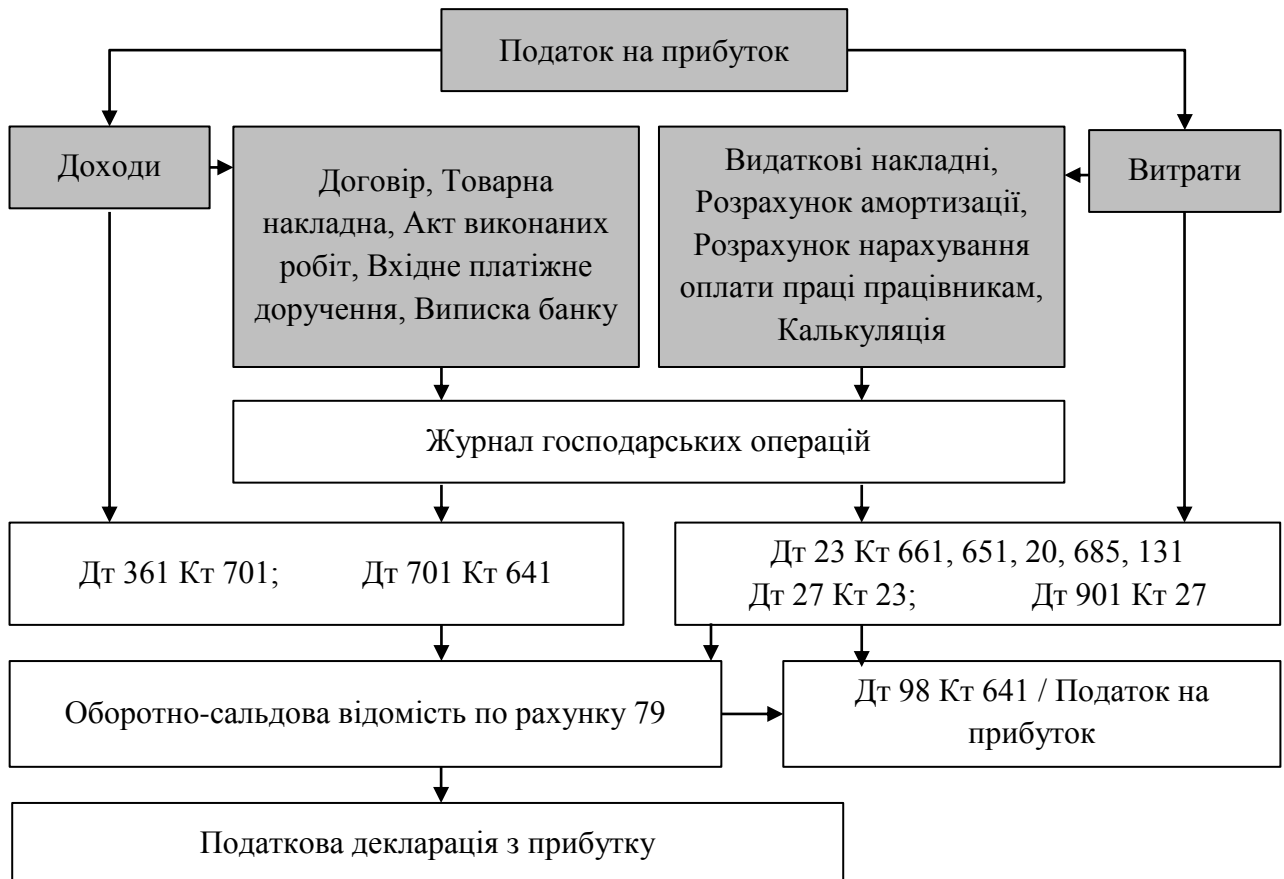 Податок на прибуток
Доходи
Договір, Товарна
накладна, Акт виконаних
робіт, Вхідне платіжне
доручення, Виписка банку
Видаткові накладні,
Розрахунок амортизації,
Розрахунок нарахування
оплати праці працівникам,
Калькуляція
Витрати
Журнал господарських операцій
Дт 361 Кт 701; Дт 701 Кт 641
Дт 23 Кт 661, 651, 20, 685, 131
Дт 27 Кт 23; Дт 901 Кт 27
Оборотно-сальдова відомість по рахунку 79
Дт 98 Кт 641 / Податок на
прибуток
Податкова декларація з прибутку